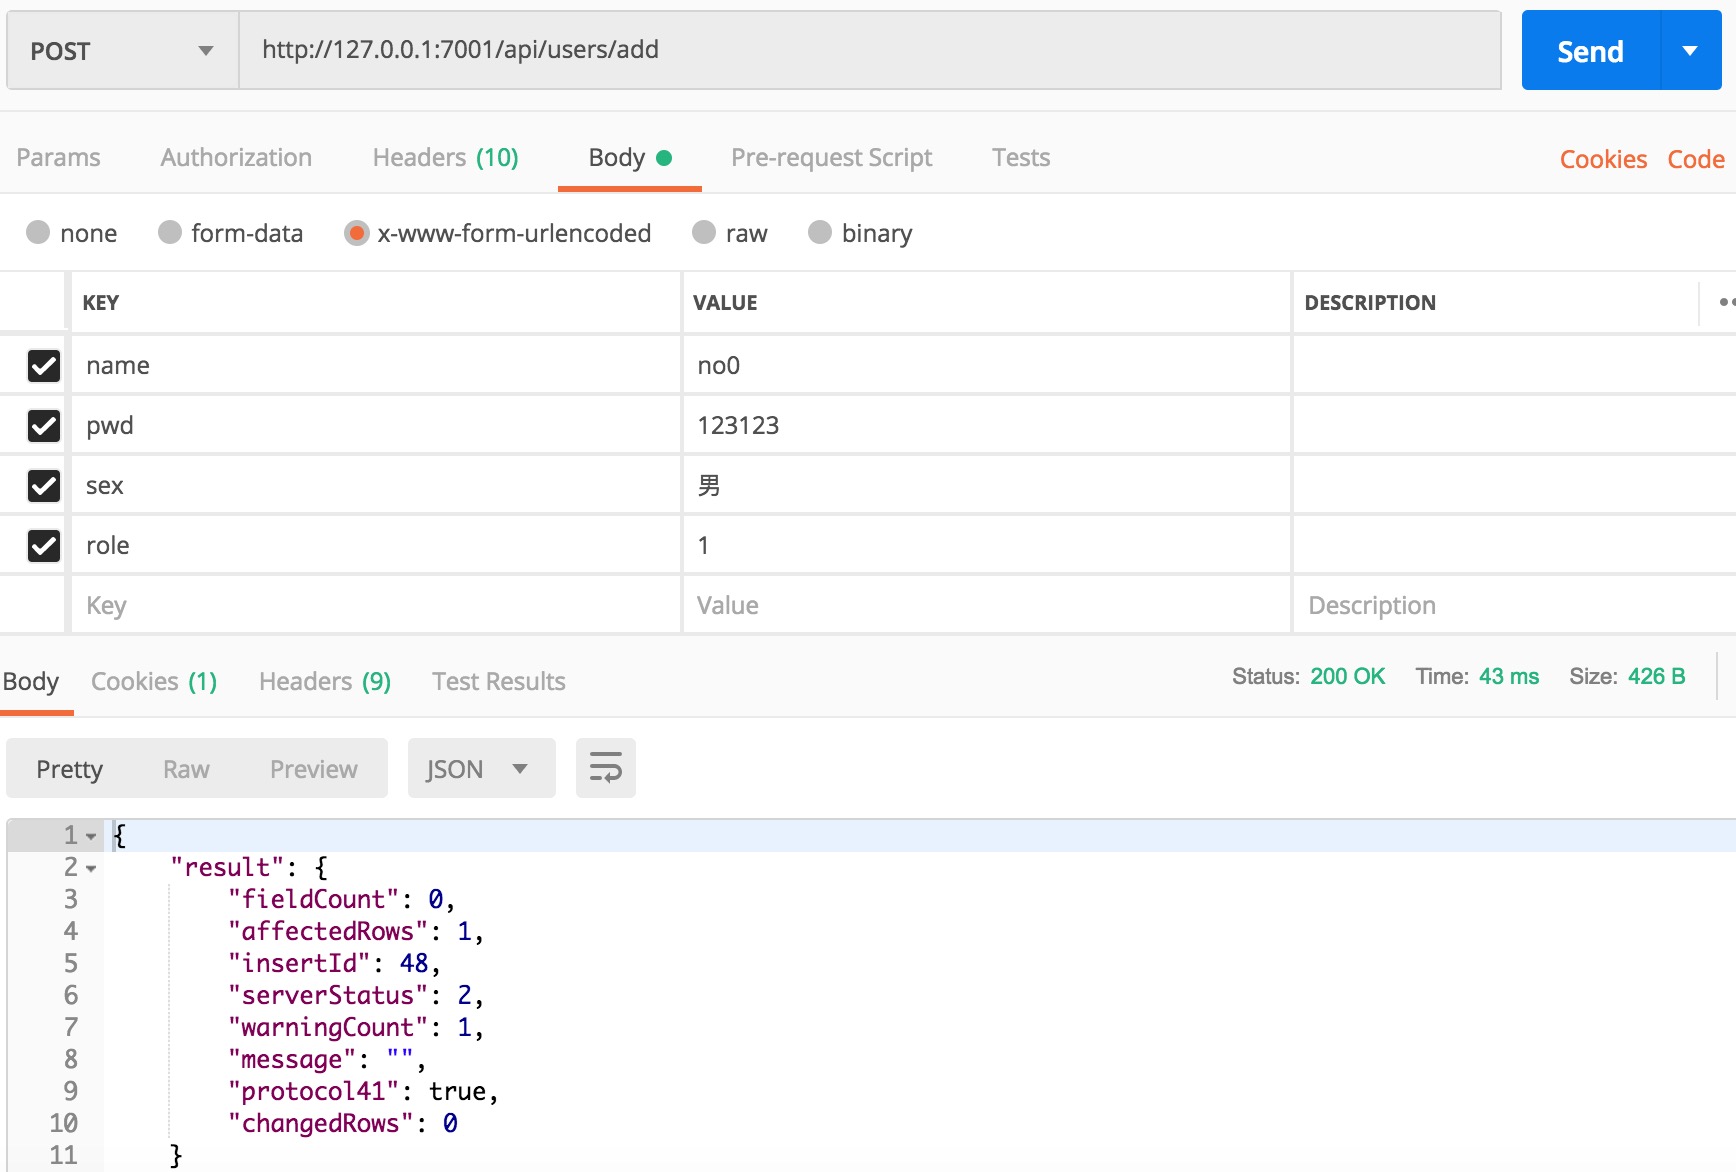 POST http://127.0.0.1:7001/api/users/add Send
Params Authorization Headers (10) Body Pre-request Script Tests Cookies Code
none form-data x-www-form-urlencoded raw binary
KEY VALUE DESCRIPTION
name no0
pwd 123123
sex 男
role 1
Key Value Description
Body Cookies (1) Headers (9) Test Results Status: 200 OK Time: 43 ms Size: 426 B
Pretty Raw Preview JSON
1 {
2 "result": {
3 "fieldCount": 0,
4 "affectedRows": 1,
5 "insertId": 48,
6 "serverStatus": 2,
7 "warningCount": 1,
8 "message": "",
9 "protocol41": true,
10 "changedRows": 0
11 }